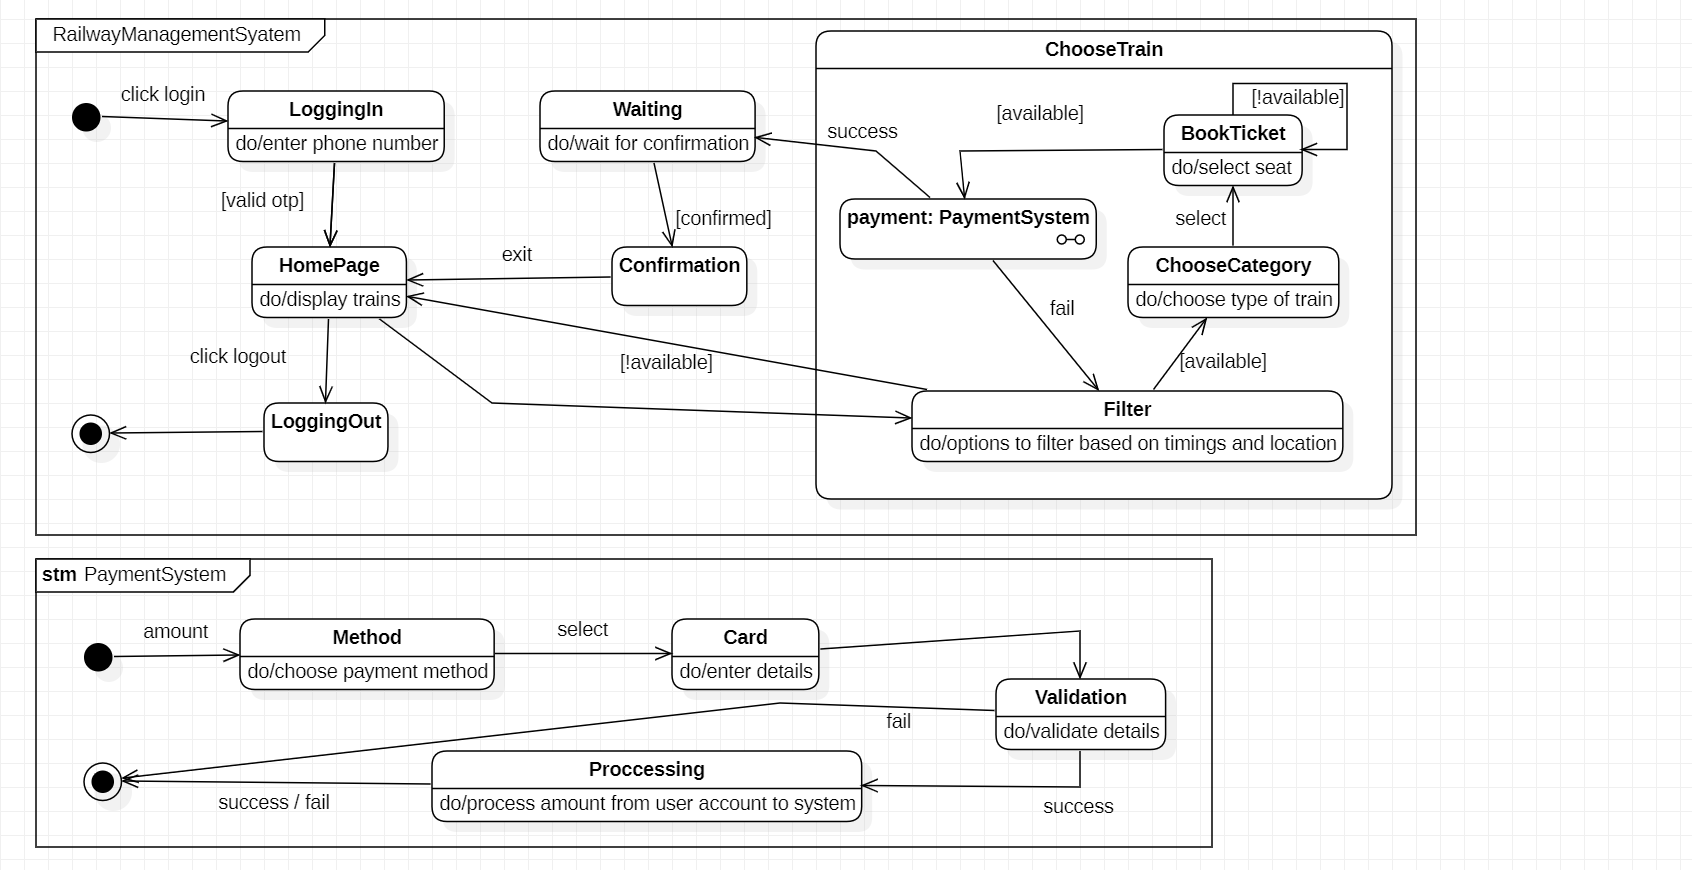 RailwayManagementSyatem
ChooseTrain
click login
LoggingIn
do/enter phone number
Waiting
do/wait for confirmation
success
[available]
[!available]
BookTicket
do/select seat
[valid otp]
[confirmed]
payment: PaymentSystem
select
HomePage
do/display trains
exit
Confirmation
ChooseCategory
do/choose type of train
fail
click logout
[!available]
[available]
LoggingOut
Filter
do/options to filter based on timings and location
stm PaymentSystem
amount
Method
do/choose payment method
select
Card
do/enter details
Validation
do/validate details
fail
Proccessing
do/process amount from user account to system
success / fail
success